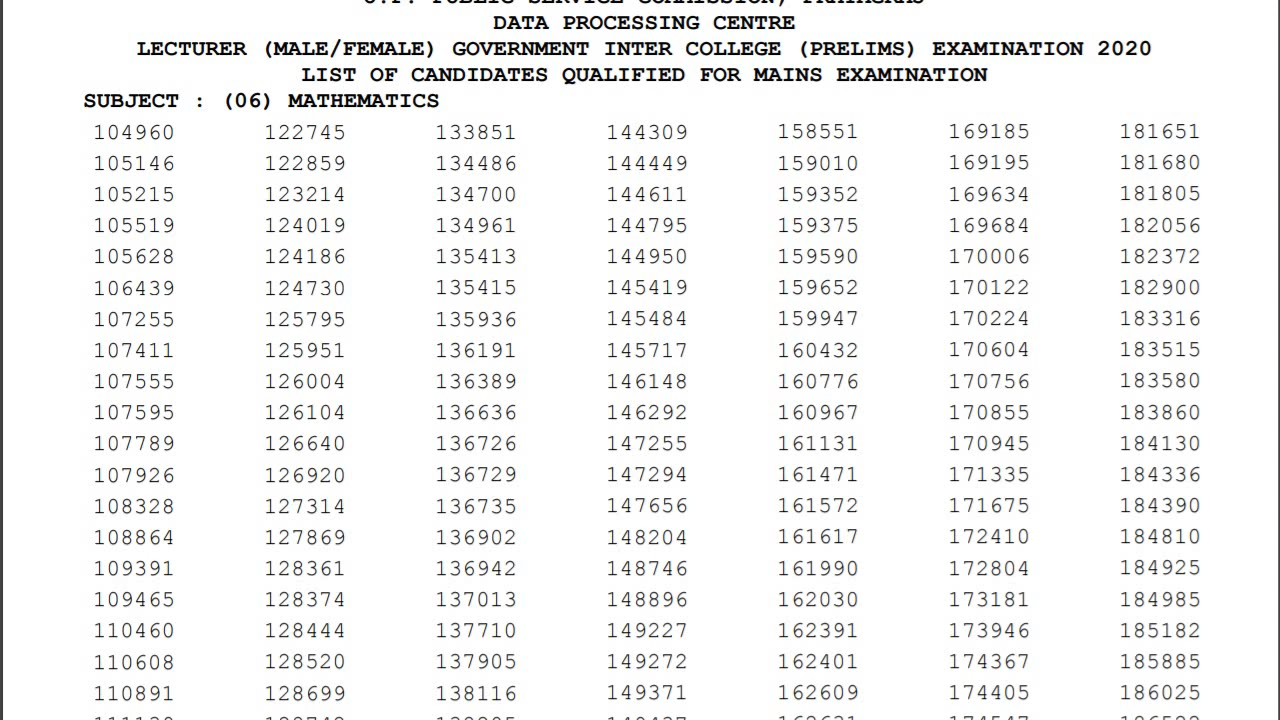 U.P. PUBLIC SERVICE COMMISSION, PRAYAGRAJ
DATA PROCESSING CENTRE
LECTURER (MALE/FEMALE) GOVERNMENT INTER COLLEGE (PRELIMS) EXAMINATION 2020
LIST OF CANDIDATES QUALIFIED FOR MAINS EXAMINATION
SUBJECT : (06) MATHEMATICS
104960 122745 133851 144309 158551 169185 181651
105146 122859 134486 144449 159010 169195 181680
105215 123214 134700 144611 159352 169634 181805
105519 124019 134961 144795 159375 169684 182056
105628 124186 135413 144950 159590 170006 182372
106439 124730 135415 145419 159652 170122 182900
107255 125795 135936 145484 159947 170224 183316
107411 125951 136191 145717 160432 170604 183515
107555 126004 136389 146148 160776 170756 183580
107595 126104 136636 146292 160967 170855 183860
107789 126640 136726 147255 161131 170945 184130
107926 126920 136729 147294 161471 171335 184336
108328 127314 136735 147656 161572 171675 184390
108864 127869 136902 148204 161617 172410 184810
109391 128361 136942 148746 161990 172804 184925
109465 128374 137013 148896 162030 173181 184985
110460 128444 137710 149227 162391 173946 185182
110608 128520 137905 149272 162401 174367 185885
110891 128699 138116 149371 162609 174405 186025